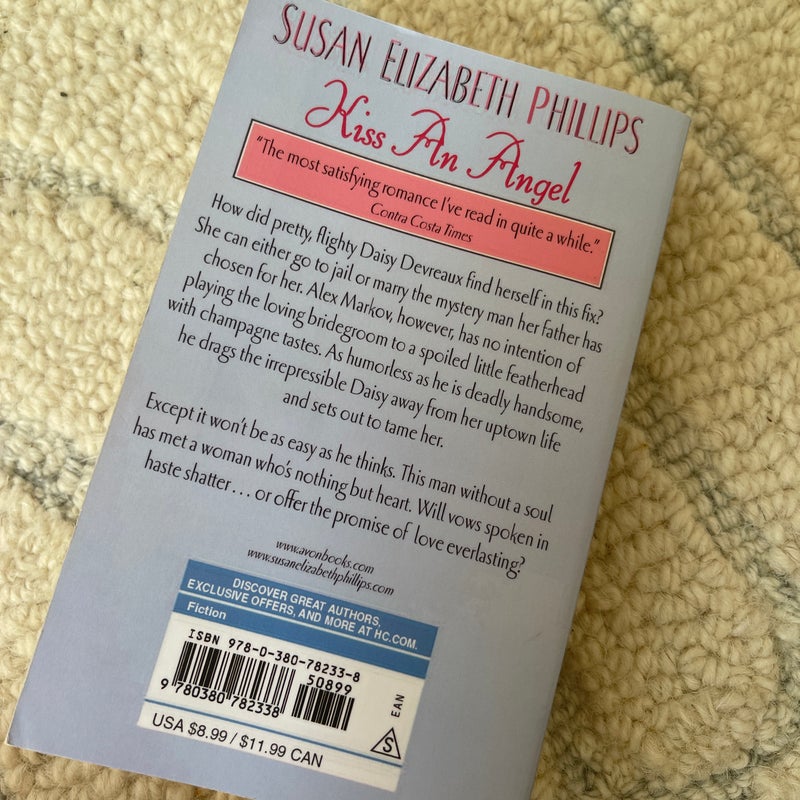 SUSAN ELIZABETH PHILLIPS
Kiss An Angel
"The most satisfying romance I've read in quite a while."
Contra Costa Times
How did pretty, flighty Daisy Devreaux find herself in this fix?
She can either go to jail or marry the mystery man her father has
chosen for her. Alex Markov, however, has no intention of
playing the loving bridegroom to a spoiled little featherhead
with champagne tastes. As humorless as he is deadly handsome,
he drags the irrepressible Daisy away from her uptown life
and sets out to tame her.
Except it won't be as easy as he thinks. This man without a soul
has met a woman who's nothing but heart. Will vows spoken in
haste shatter... or offer the promise of love everlasting?
www.avonbooks.com
www.susanelizabethphillips.com
DISCOVER GREAT AUTHORS,
EXCLUSIVE OFFERS, AND MORE AT HC.COM.
Fiction
ISBN 978-0-380-78233-8
50899
9 780380 782338
EAN
S
USA $8.99 / $11.99 CAN